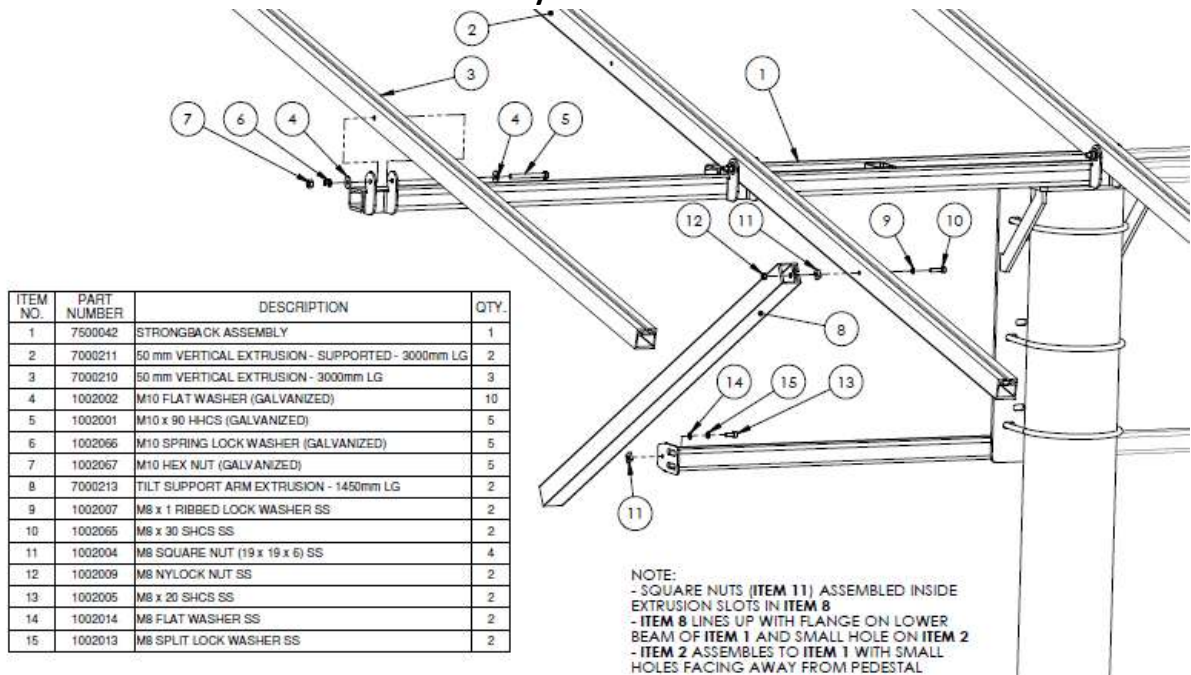 2
3
1
7
6
4
4
5
12
11
9
10
8
14
15
13
11
ITEM NO. PART NUMBER DESCRIPTION QTY.
1 7500042 STRONGBACK ASSEMBLY 1
2 7000211 50 mm VERTICAL EXTRUSION - SUPPORTED - 3000mm LG 2
3 7000210 50 mm VERTICAL EXTRUSION - 3000mm LG 3
4 1002002 M10 FLAT WASHER (GALVANIZED) 10
5 1002001 M10 x 90 HHCS (GALVANIZED) 5
6 1002066 M10 SPRING LOCK WASHER (GALVANIZED) 5
7 1002067 M10 HEX NUT (GALVANIZED) 5
8 7000213 TILT SUPPORT ARM EXTRUSION - 1450mm LG 2
9 1002007 M8 x 1 RIBBED LOCK WASHER SS 2
10 1002065 M8 x 30 SHCS SS 2
11 1002004 M8 SQUARE NUT (19 x 19 x 6) SS 4
12 1002009 M8 NYLOCK NUT SS 2
13 1002005 M8 x 20 SHCS SS 2
14 1002014 M8 FLAT WASHER SS 2
15 1002013 M8 SPLIT LOCK WASHER SS 2
NOTE:
- SQUARE NUTS (ITEM 11) ASSEMBLED INSIDE
EXTRUSION SLOTS IN ITEM 8
- ITEM 8 LINES UP WITH FLANGE ON LOWER
BEAM OF ITEM 1 AND SMALL HOLE ON ITEM 2
- ITEM 2 ASSEMBLES TO ITEM 1 WITH SMALL
HOLES FACING AWAY FROM PEDESTAL